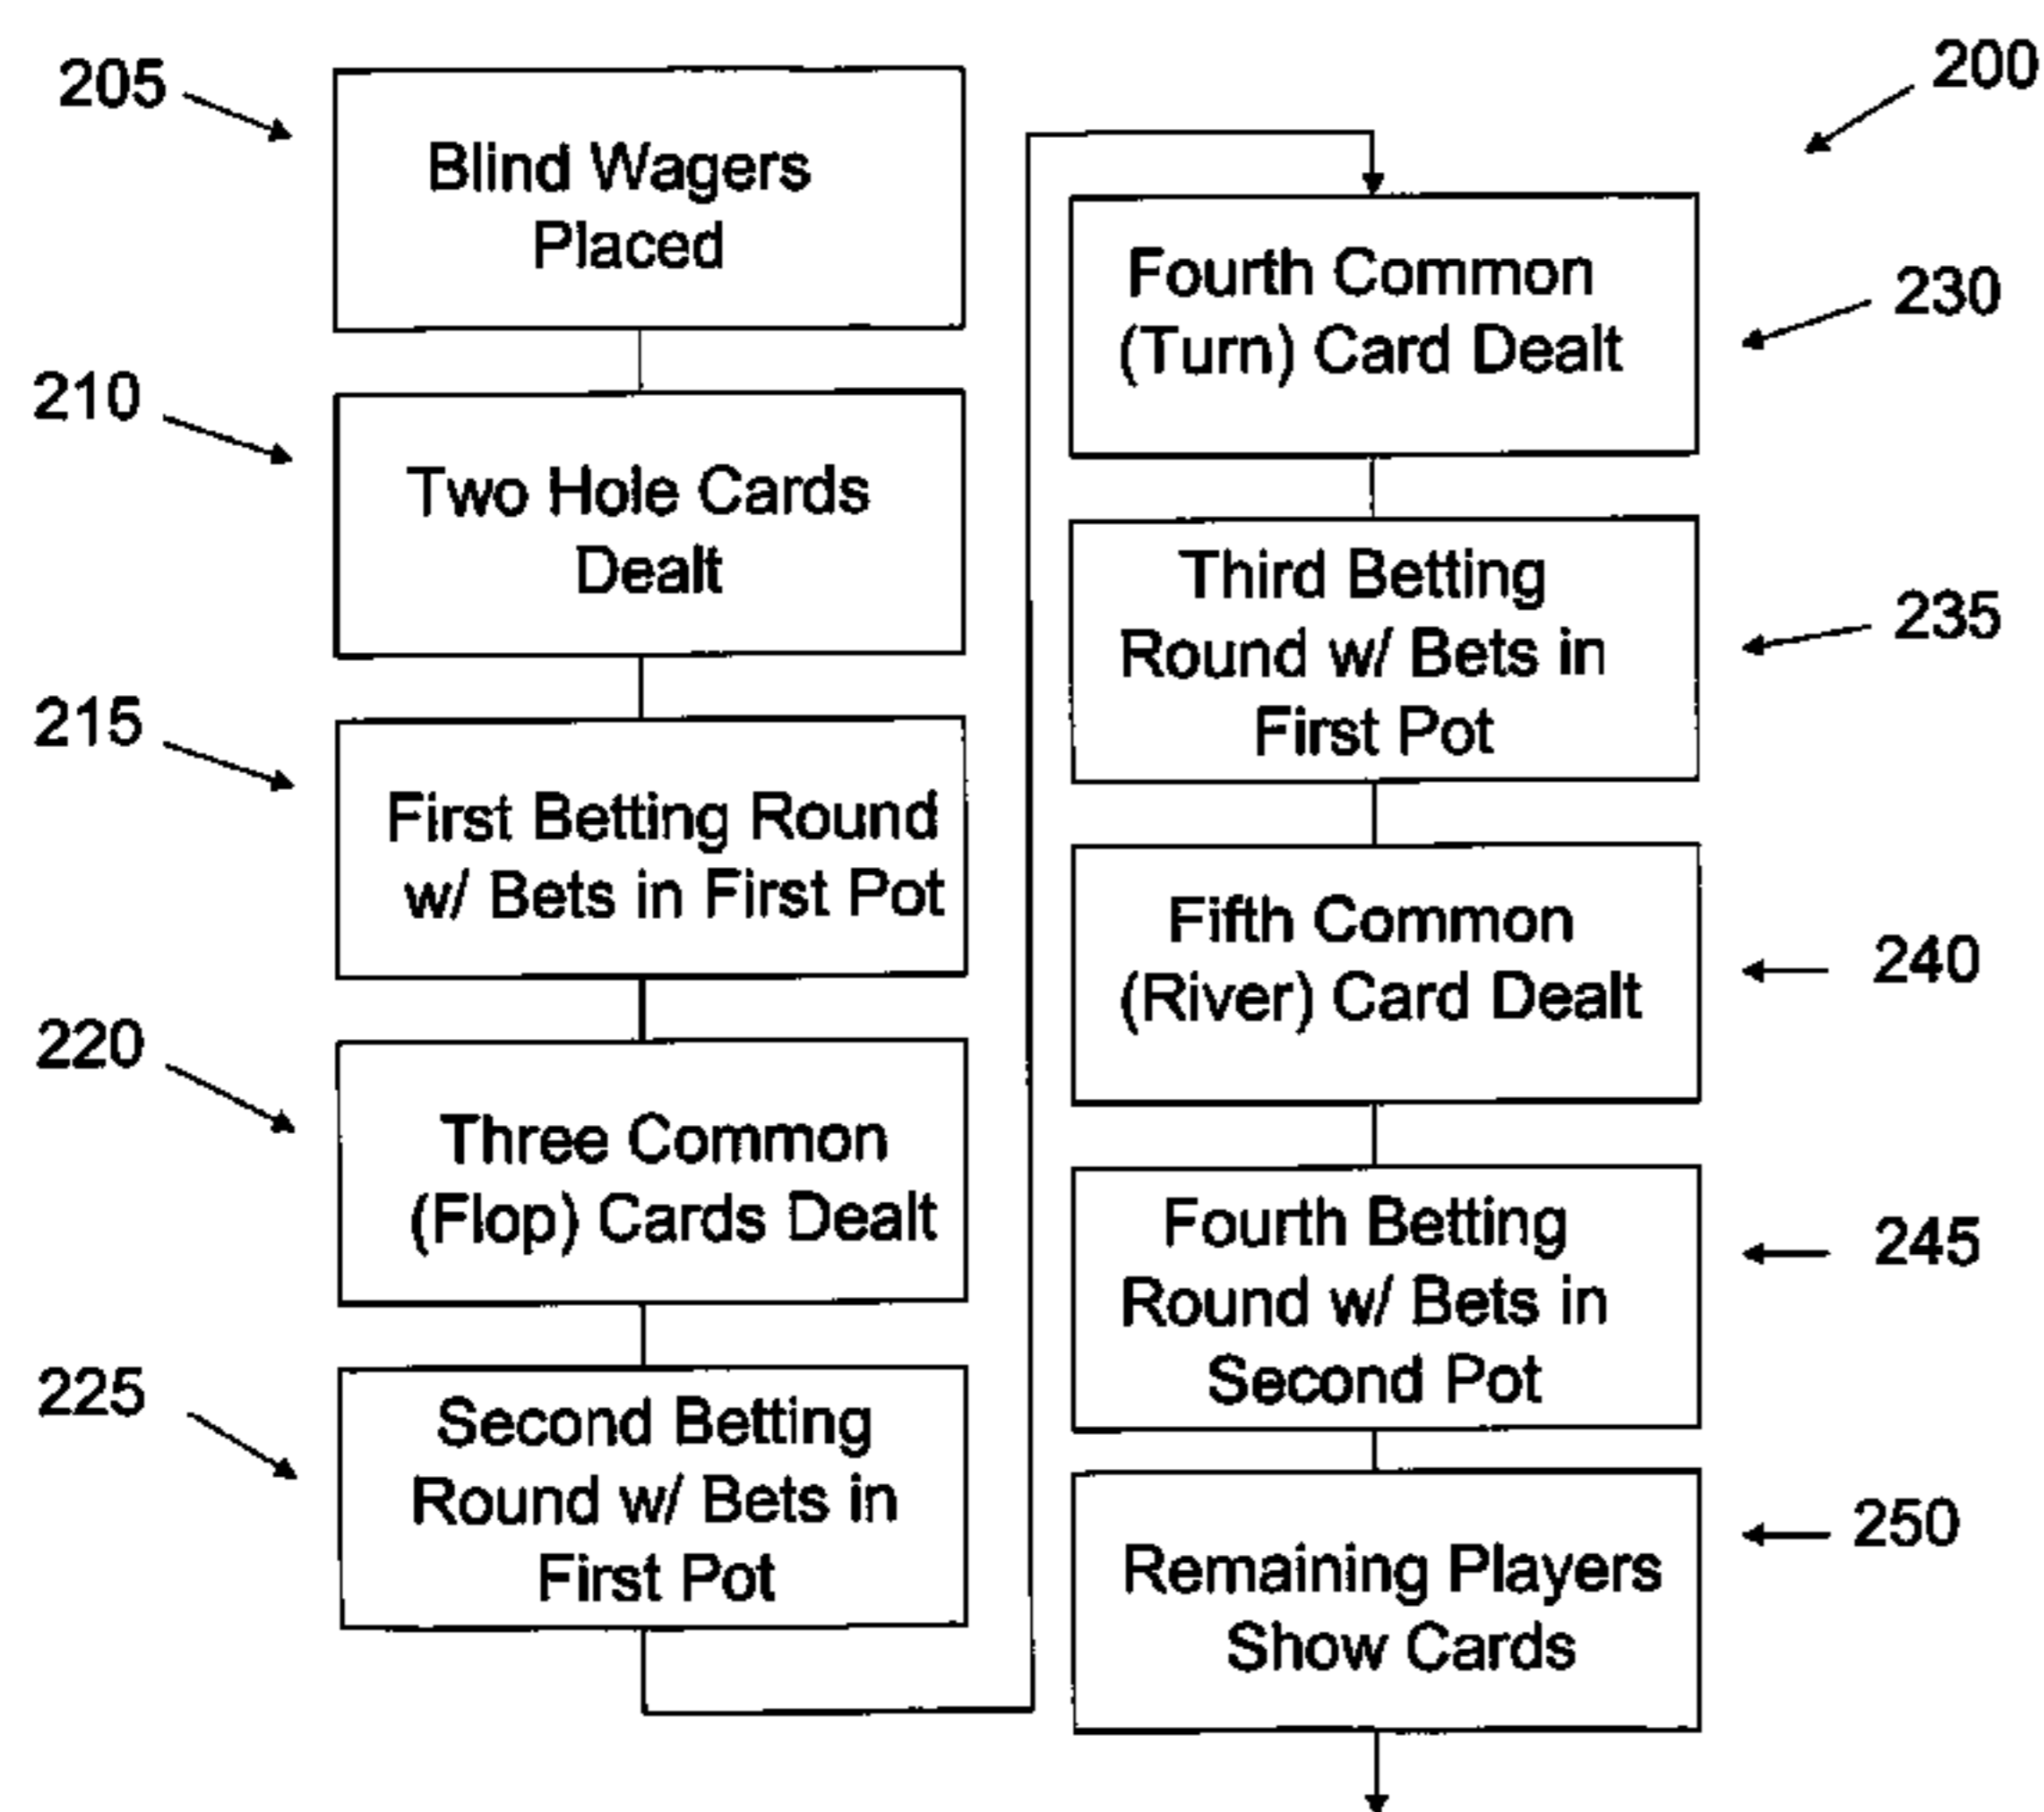 205
Blind Wagers
Placed
210
Two Hole Cards
Dealt
215
First Betting Round
w/ Bets in First Pot
220
Three Common
(Flop) Cards Dealt
225
Second Betting
Round w/ Bets in
First Pot
200
Fourth Common
(Turn) Card Dealt
230
Third Betting
Round w/ Bets in
First Pot
235
Fifth Common
(River) Card Dealt
240
Fourth Betting
Round w/ Bets in
Second Pot
245
Remaining Players
Show Cards
250